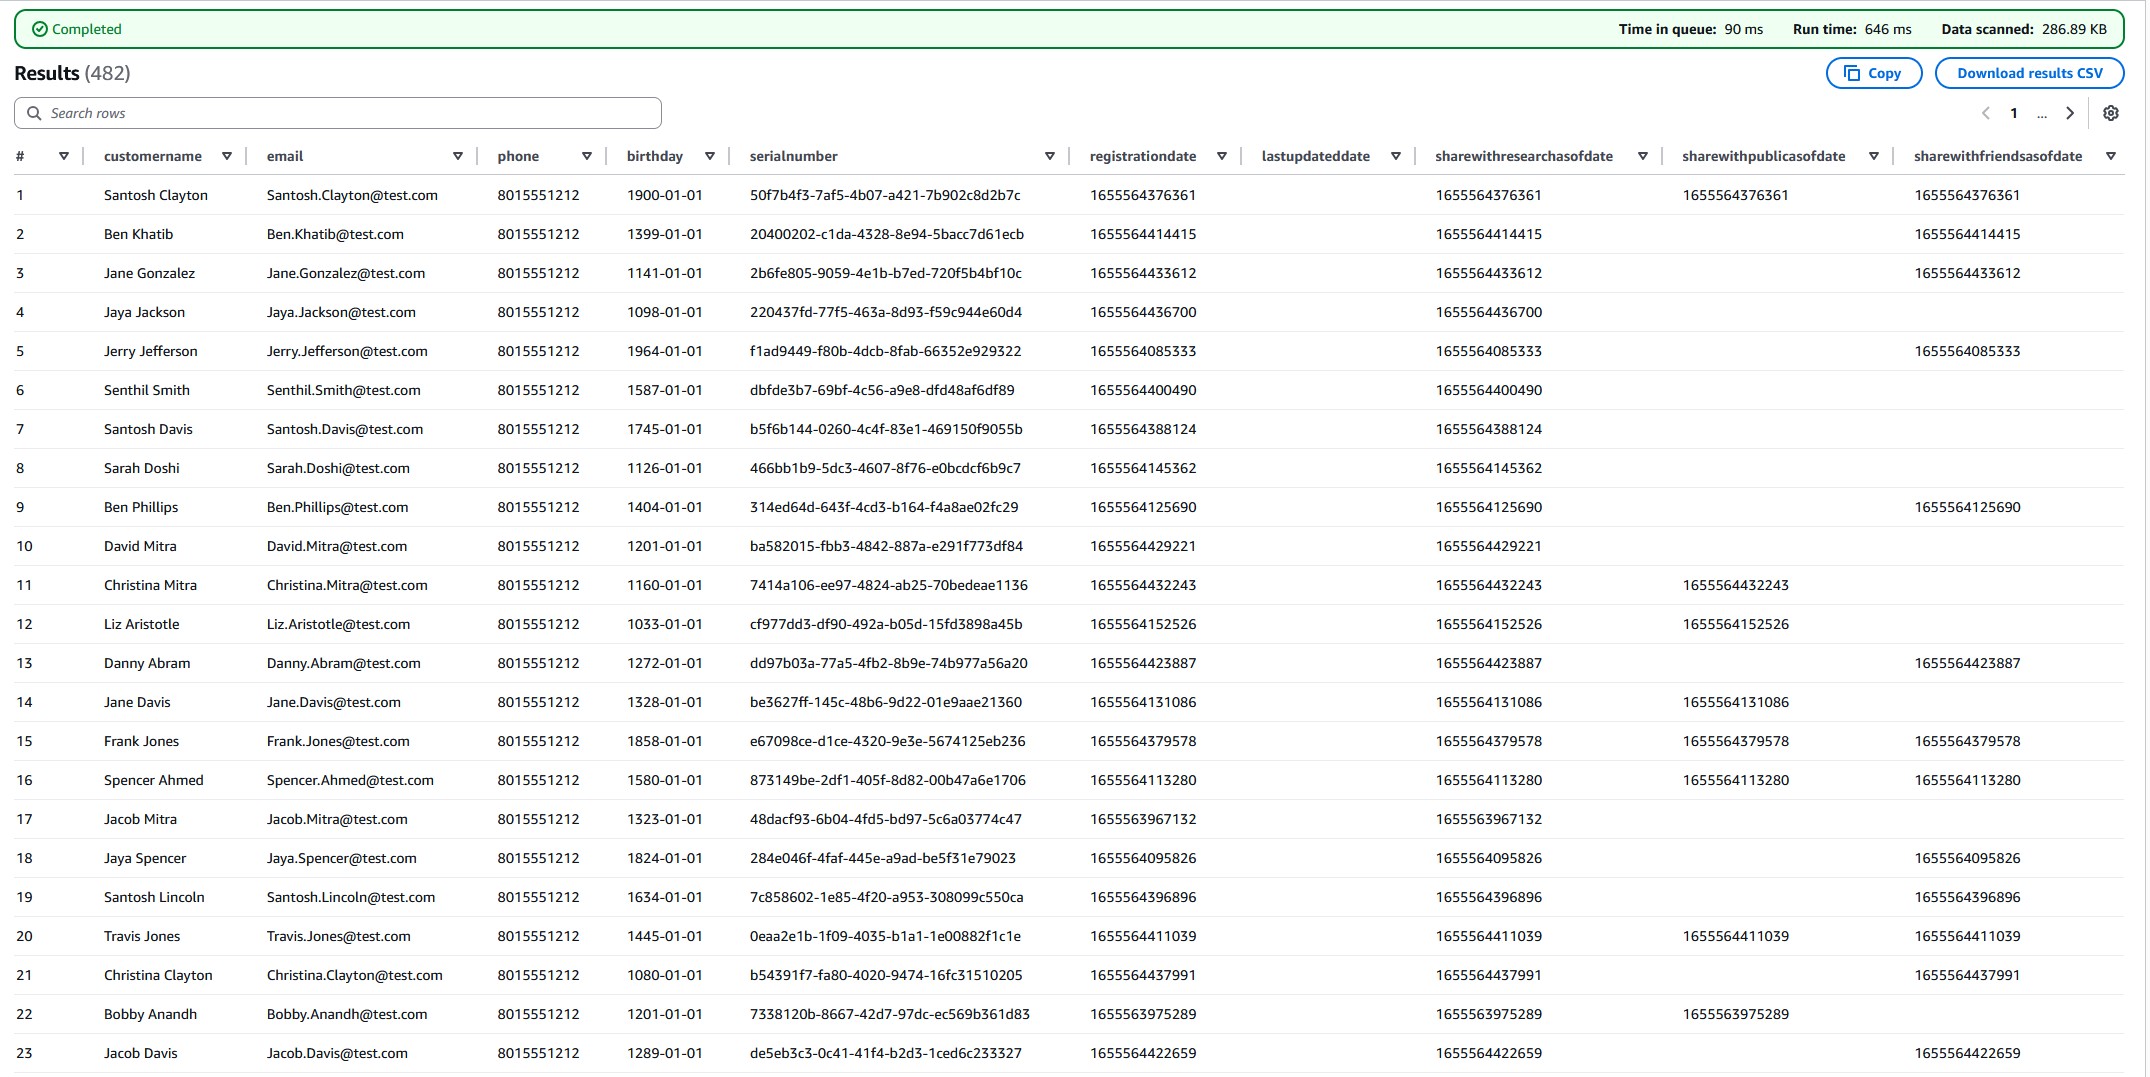 Completed Time in queue: 90 ms Run time: 646 ms Data scanned: 286.89 KB
Results (482) Copy Download results CSV
Search rows 1 ...
# customername email phone birthday serialnumber registrationdate lastupdateddate sharewithresearchasofdate sharewithpublicasofdate sharewithfriendsasofdate
1 Santosh Clayton Santosh.Clayton@test.com 8015551212 1900-01-01 50f7b4f3-7af5-4b07-a421-7b902c8d2b7c 1655564376361 1655564376361 1655564376361 1655564376361
2 Ben Khatib Ben.Khatib@test.com 8015551212 1399-01-01 20400202-c1da-4328-8e94-5bacc7d61ecb 1655564414415 1655564414415 1655564414415
3 Jane Gonzalez Jane.Gonzalez@test.com 8015551212 1141-01-01 2b6fe805-9059-4e1b-b7ed-720f5b4bf10c 1655564433612 1655564433612 1655564433612
4 Jaya Jackson Jaya.Jackson@test.com 8015551212 1098-01-01 220437fd-77f5-463a-8d93-f59c944e60d4 1655564436700 1655564436700
5 Jerry Jefferson Jerry.Jefferson@test.com 8015551212 1964-01-01 f1ad9449-f80b-4dcb-8fab-66352e929322 1655564085333 1655564085333 1655564085333
6 Senthil Smith Senthil.Smith@test.com 8015551212 1587-01-01 dbfde3b7-69bf-4c56-a9e8-dfd48af6df89 1655564400490 1655564400490
7 Santosh Davis Santosh.Davis@test.com 8015551212 1745-01-01 b5f6b144-0260-4c4f-83e1-469150f9055b 1655564388124 1655564388124
8 Sarah Doshi Sarah.Doshi@test.com 8015551212 1126-01-01 466bb1b9-5dc3-4607-8f76-e0bcdcf6b9c7 1655564145362 1655564145362
9 Ben Phillips Ben.Phillips@test.com 8015551212 1404-01-01 314ed64d-643f-4cd3-b164-f4a8ae02fc29 1655564125690 1655564125690 1655564125690
10 David Mitra David.Mitra@test.com 8015551212 1201-01-01 ba582015-fbb3-4842-887a-e291f773df84 1655564429221 1655564429221
11 Christina Mitra Christina.Mitra@test.com 8015551212 1160-01-01 7414a106-ee97-4824-ab25-70bedeae1136 1655564432243 1655564432243 1655564432243
12 Liz Aristotle Liz.Aristotle@test.com 8015551212 1033-01-01 cf977dd3-df90-492a-b05d-15fd3898a45b 1655564152526 1655564152526 1655564152526
13 Danny Abram Danny.Abram@test.com 8015551212 1272-01-01 dd97b03a-77a5-4fb2-8b9e-74b977a56a20 1655564423887 1655564423887 1655564423887
14 Jane Davis Jane.Davis@test.com 8015551212 1328-01-01 be3627ff-145c-48b6-9d22-01e9aae21360 1655564131086 1655564131086 1655564131086
15 Frank Jones Frank.Jones@test.com 8015551212 1858-01-01 e67098ce-d1ce-4320-9e3e-5674125eb236 1655564379578 1655564379578 1655564379578 1655564379578
16 Spencer Ahmed Spencer.Ahmed@test.com 8015551212 1580-01-01 873149be-2df1-405f-8d82-00b47a6e1706 1655564113280 1655564113280 1655564113280 1655564113280
17 Jacob Mitra Jacob.Mitra@test.com 8015551212 1323-01-01 48dacf93-6b04-4fd5-bd97-5c6a03774c47 1655563967132 1655563967132
18 Jaya Spencer Jaya.Spencer@test.com 8015551212 1824-01-01 284e046f-4faf-445e-a9ad-be5f31e79023 1655564095826 1655564095826 1655564095826
19 Santosh Lincoln Santosh.Lincoln@test.com 8015551212 1634-01-01 7c858602-1e85-4f20-a953-308099c550ca 1655564396896 1655564396896 1655564396896
20 Travis Jones Travis.Jones@test.com 8015551212 1445-01-01 0eaa2e1b-1f09-4035-b1a1-1e00882f1c1e 1655564411039 1655564411039 1655564411039 1655564411039
21 Christina Clayton Christina.Clayton@test.com 8015551212 1080-01-01 b54391f7-fa80-4020-9474-16fc31510205 1655564437991 1655564437991 1655564437991
22 Bobby Anandh Bobby.Anandh@test.com 8015551212 1201-01-01 7338120b-8667-42d7-97dc-ec569b361d83 1655563975289 1655563975289 1655563975289
23 Jacob Davis Jacob.Davis@test.com 8015551212 1289-01-01 de5eb3c3-0c41-41f4-b2d3-1ced6c233327 1655564422659 1655564422659 1655564422659